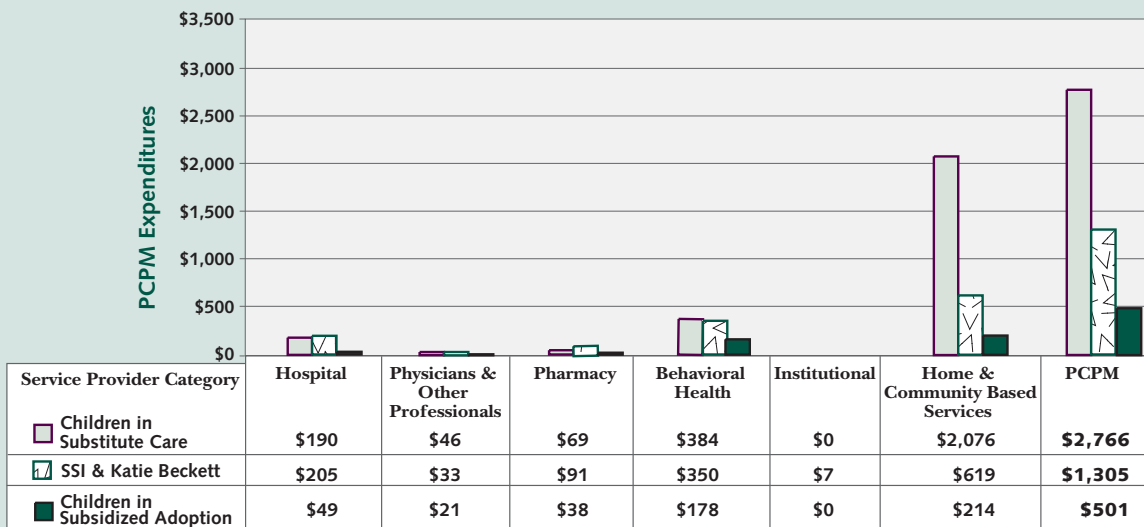 $3,500
$3,000
$2,500
$2,000
$1,500
$1,000
$500
$0
PCPM Expenditures
Service Provider Category
Hospital
Physicians &
Other
Professionals
Pharmacy
Behavioral
Health
Institutional
Home &
Community Based
Services
PCPM
Children in
Substitute Care
$190 $46 $69 $384 $0 $2,076 $2,766
SSI & Katie Beckett $205 $33 $91 $350 $7 $619 $1,305
Children in
Subsidized Adoption
$49 $21 $38 $178 $0 $214 $501